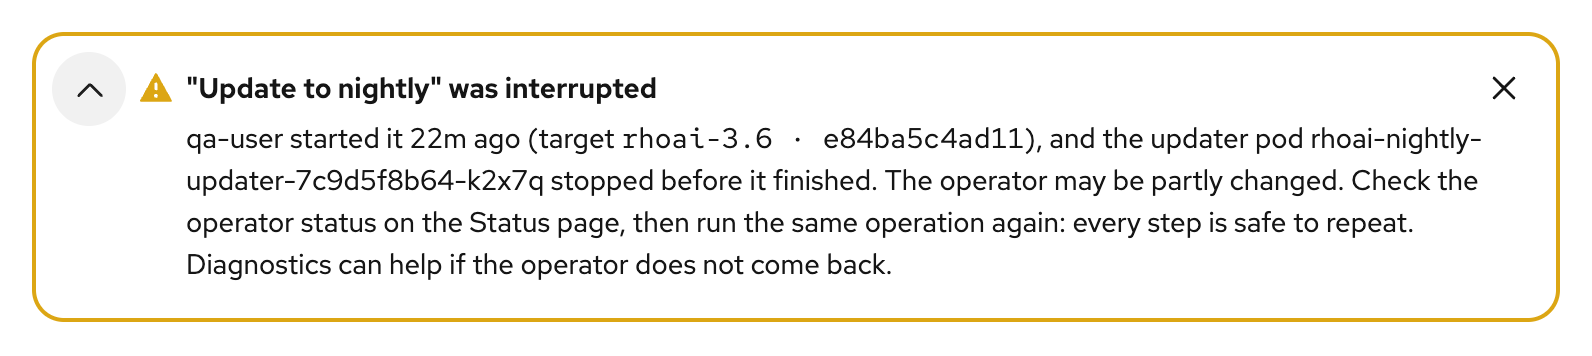 "Update to nightly" was interrupted
qa-user started it 22m ago (target rhoai-3.6 · e84ba5c4ad11), and the updater pod rhoai-nightly-
updater-7c9d5f8b64-k2x7q stopped before it finished. The operator may be partly changed. Check the
operator status on the Status page, then run the same operation again: every step is safe to repeat.
Diagnostics can help if the operator does not come back.